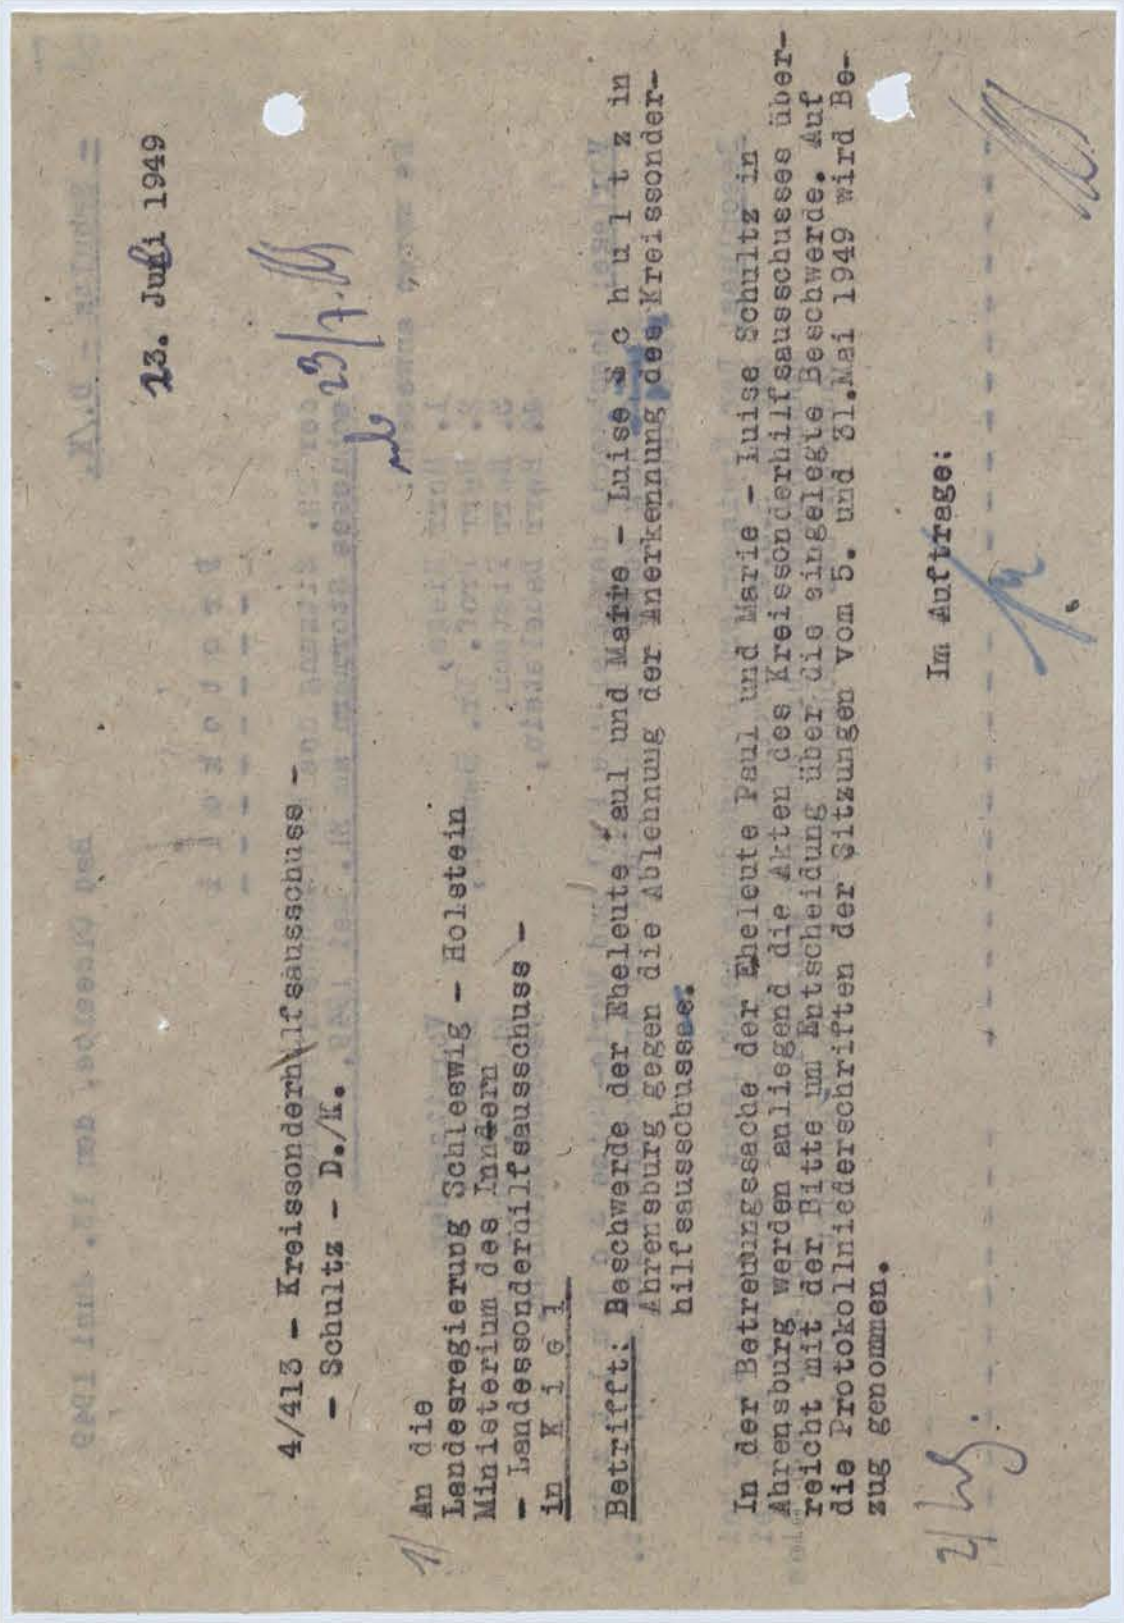 23. Juli 1949
4/413 - Kreissonderhilfsausschuss -
- Schultz - D./K.
23/7.
1/ An die
Landesregierung Schleswig - Holstein
Ministerium des Innern
- Landessonderhilfsausschuss -
in K i e l
Betrifft: Beschwerde der Eheleute Paul und Marie - Luise S c h u l t z in
Ahrensburg gegen die Ablehnung der Anerkennung des Kreissonder-
hilfsausschusses.
In der Betreuungssache der Eheleute Paul und Marie - Luise Schultz in
Ahrensburg werden anliegend die Akten des Kreissonderhilfsausschusses über-
reicht mit der Bitte um Entscheidung über die eingelegte Beschwerde. Auf
die Protokollniederschriften der Sitzungen vom 5. und 31.Mai 1949 wird Be-
zug genommen.
Im Auftrage:
2/